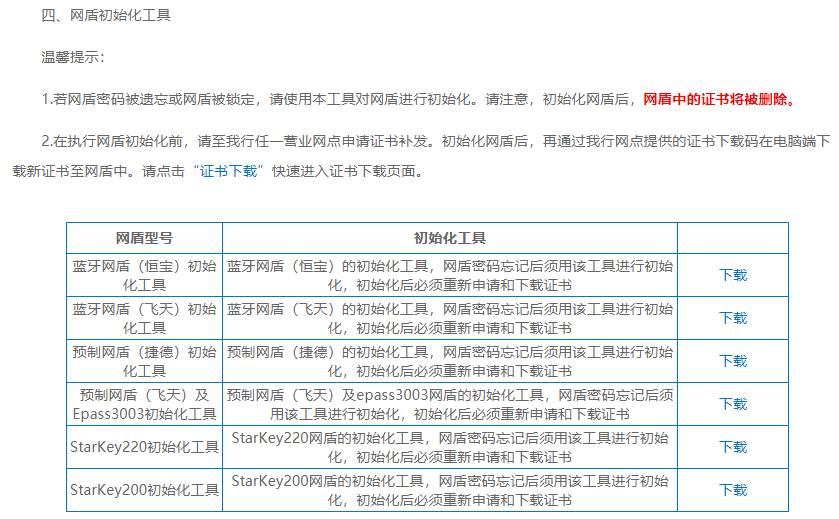 四、网盾初始化工具
温馨提示：
1.若网盾密码被遗忘或网盾被锁定，请使用本工具对网盾进行初始化。请注意，初始化网盾后，网盾中的证书将被删除。
2.在执行网盾初始化前，请至我行任一营业网点申请证书补发。初始化网盾后，再通过我行网点提供的证书下载码在电脑端下
载新证书至网盾中。请点击“证书下载”快速进入证书下载页面。
网盾型号 初始化工具
蓝牙网盾（恒宝）初始 蓝牙网盾（恒宝）的初始化工具，网盾密码忘记后须用该工具进行初始 下载
化工具 化，初始化后必须重新申请和下载证书
蓝牙网盾（飞天）初始 蓝牙网盾（飞天）的初始化工具，网盾密码忘记后须用该工具进行初始 下载
化工具 化，初始化后必须重新申请和下载证书
预制网盾（捷德）初始 预制网盾（捷德）的初始化工具，网盾密码忘记后须用该工具进行初始 下载
化工具 化，初始化后必须重新申请和下载证书
预制网盾（飞天）及 预制网盾（飞天）及epass3003网盾的初始化工具，网盾密码忘记后须 下载
Epass3003初始化工具 用该工具进行初始化，初始化后必须重新申请和下载证书
StarKey220初始化工具 StarKey220网盾的初始化工具，网盾密码忘记后须用该工具进行初始 下载
化，初始化后必须重新申请和下载证书
StarKey200初始化工具 StarKey200网盾的初始化工具，网盾密码忘记后须用该工具进行初始 下载
化，初始化后必须重新申请和下载证书